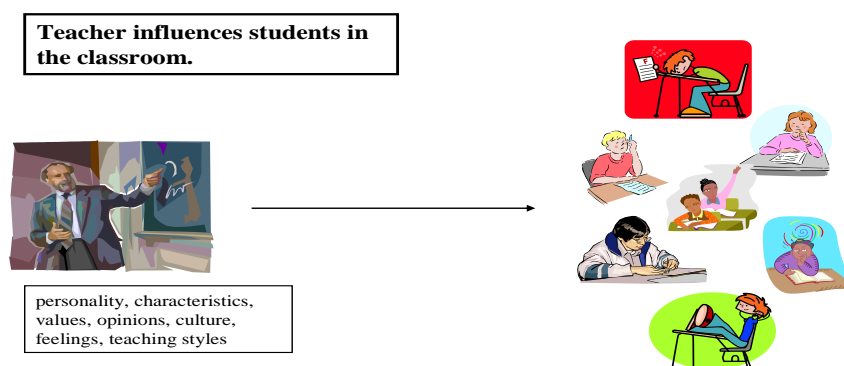 Teacher influences students in
the classroom.
F
personality, characteristics,
values, opinions, culture,
feelings, teaching styles